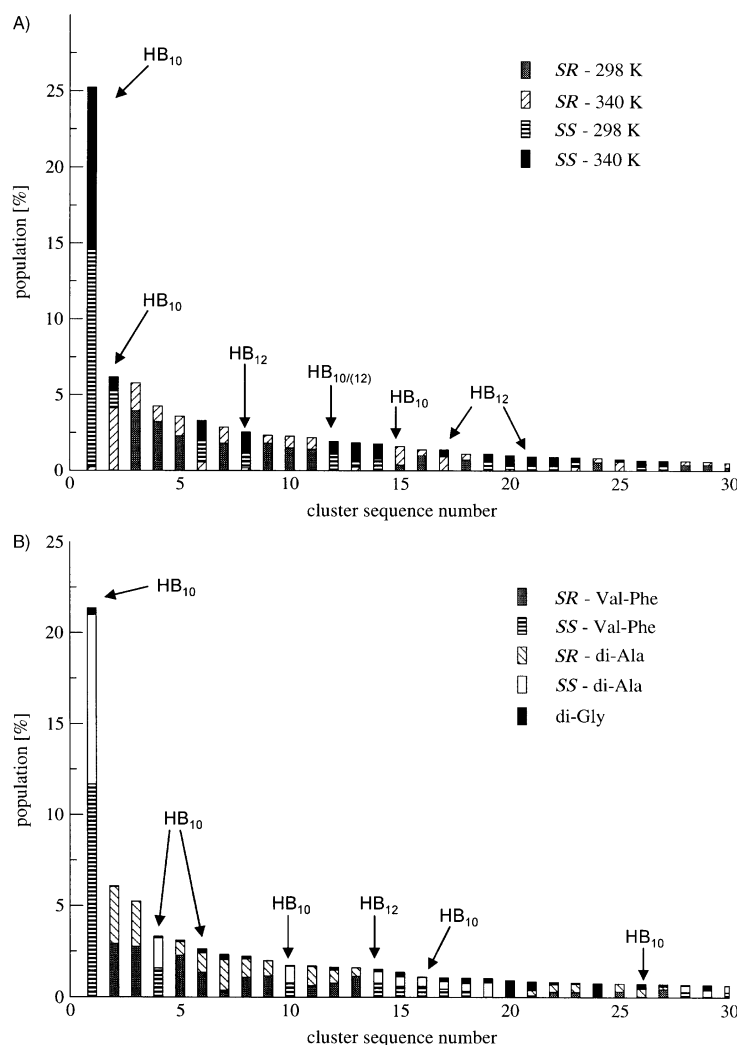 A)
HB10
SR - 298 K
SR - 340 K
SS - 298 K
SS - 340 K
25
20
15
10
5
0
population [%]
HB10
HB12
HB10/(12)
HB10
HB12
0 5 10 15 20 25 30
cluster sequence number
B)
25
20
15
10
5
0
population [%]
HB10
SR - Val-Phe
SS - Val-Phe
SR - di-Ala
SS - di-Ala
di-Gly
HB10
HB10
HB12
HB10
HB10
0 5 10 15 20 25 30
cluster sequence number